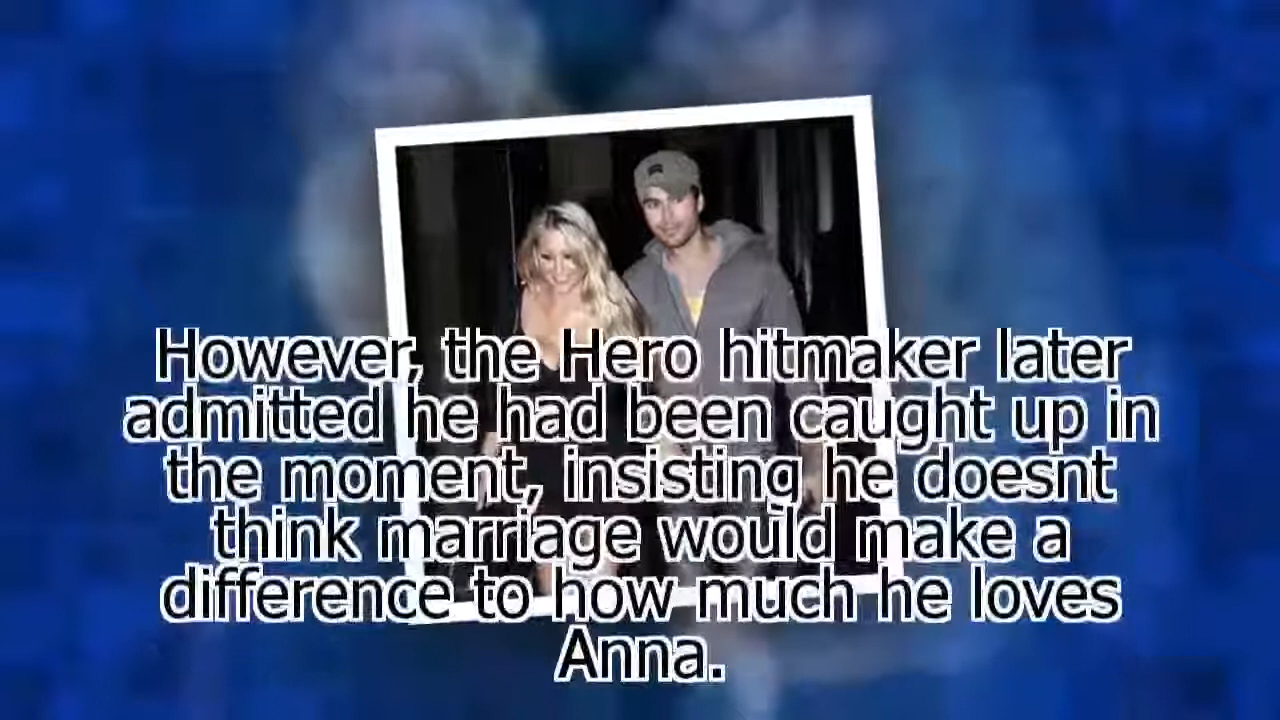 However, the Hero hitmaker later
admitted he had been caught up in
the moment, insisting he doesnt
think marriage would make a
difference to how much he loves
Anna.